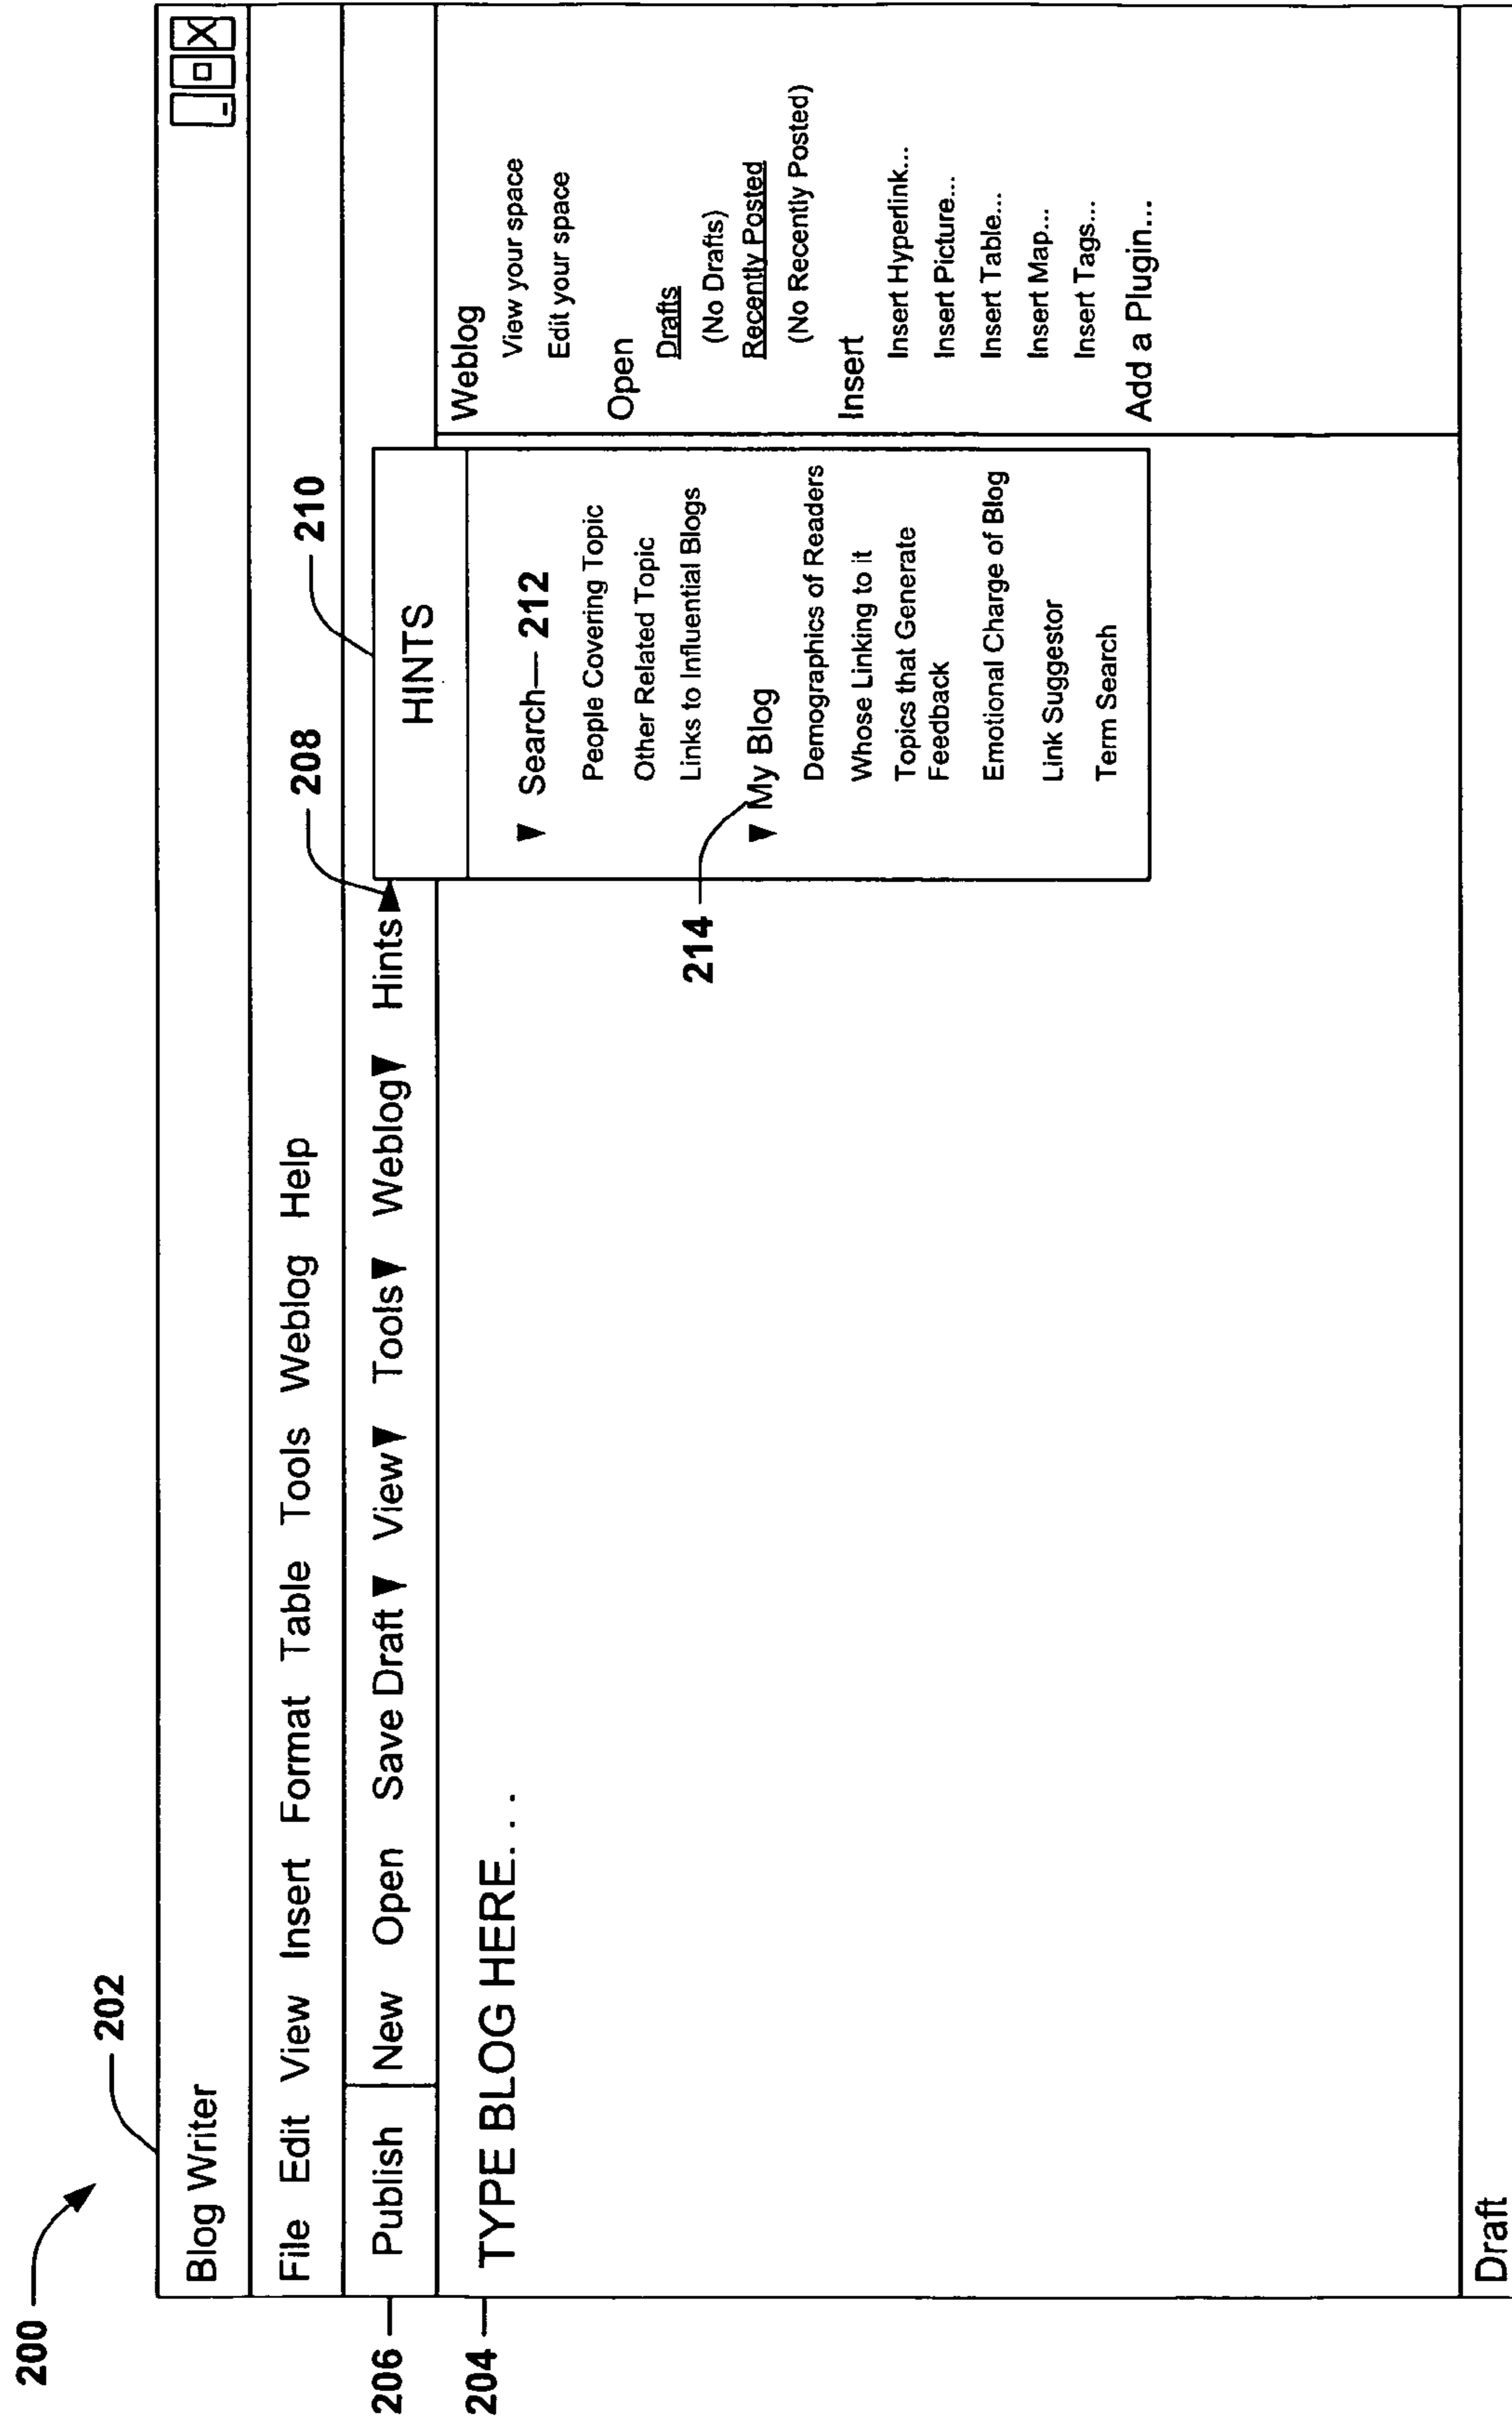 200
202
Blog Writer
File Edit View Insert Format Table Tools Weblog Help
206
Publish New Open Save Draft ▼ View▼ Tools▼ Weblog▼ Hints▶
208
210
204
TYPE BLOG HERE. . .
HINTS
▼ Search— 212
People Covering Topic
Other Related Topic
Links to Influential Blogs
214
▼ My Blog
Demographics of Readers
Whose Linking to it
Topics that Generate
Feedback
Emotional Charge of Blog
Link Suggestor
Term Search
Weblog
View your space
Edit your space
Open
Drafts
(No Drafts)
Recently Posted
(No Recently Posted)
Insert
Insert Hyperlink...
Insert Picture...
Insert Table...
Insert Map...
Insert Tags...
Add a Plugin...
Draft